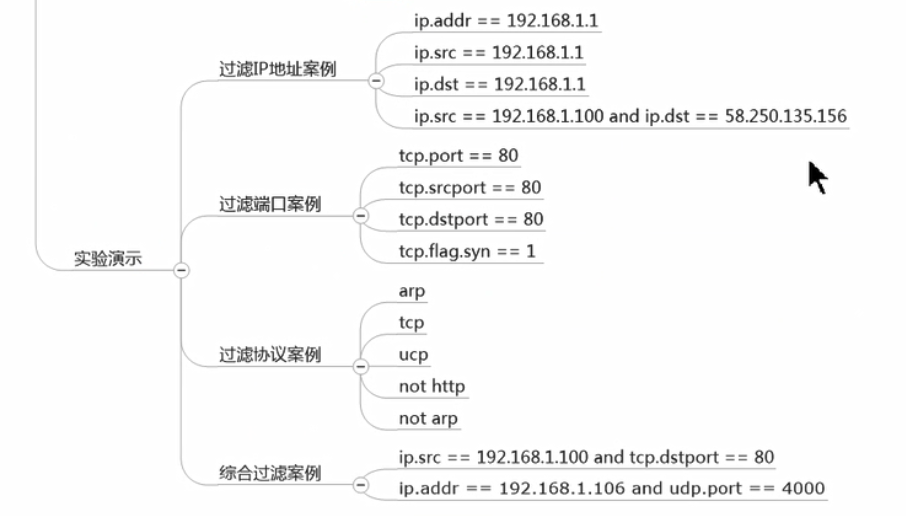 实验演示
过滤IP地址案例
ip.addr == 192.168.1.1
ip.src == 192.168.1.1
ip.dst == 192.168.1.1
ip.src == 192.168.1.100 and ip.dst == 58.250.135.156
过滤端口案例
tcp.port == 80
tcp.srcport == 80
tcp.dstport == 80
tcp.flag.syn == 1
过滤协议案例
arp
tcp
ucp
not http
not arp
综合过滤案例
ip.src == 192.168.1.100 and tcp.dstport == 80
ip.addr == 192.168.1.106 and udp.port == 4000